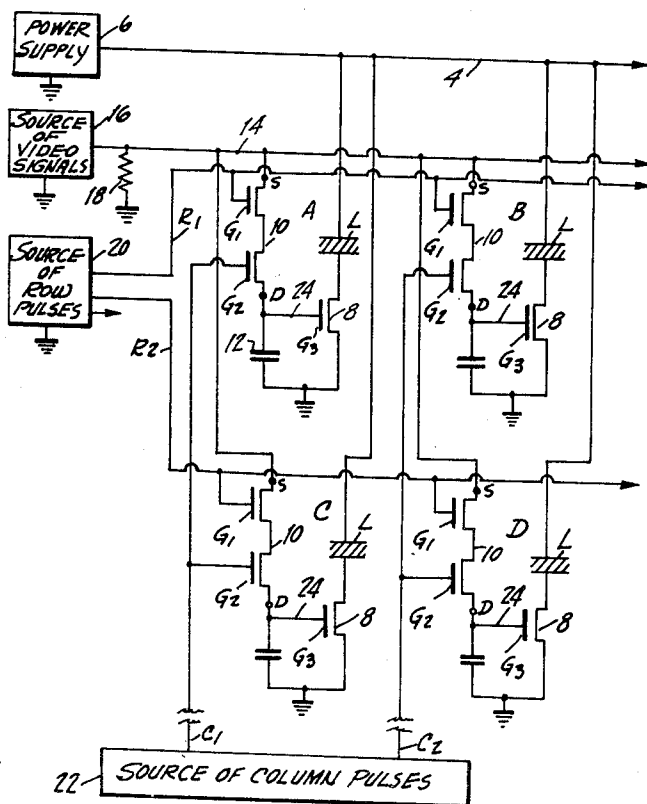 POWER
SUPPLY
6
4
SOURCE
OF
VIDEO
SIGNALS
16
14
18
S
S
G1
A
G1
B
R1
10
L
10
L
SOURCE
OF
ROW
PULSES
20
G2
D
24
8
G2
D
24
8
R2
12
G3
G3
S
S
G1
C
G1
D
10
L
10
L
G2
D
24
8
G2
D
24
8
G3
G3
C1
C2
22
SOURCE OF COLUMN PULSES